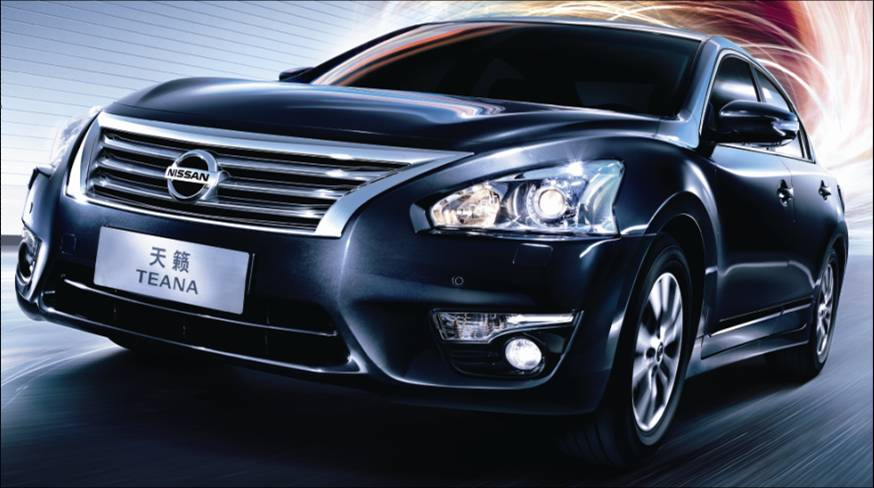 NISSAN
天籁
TEANA